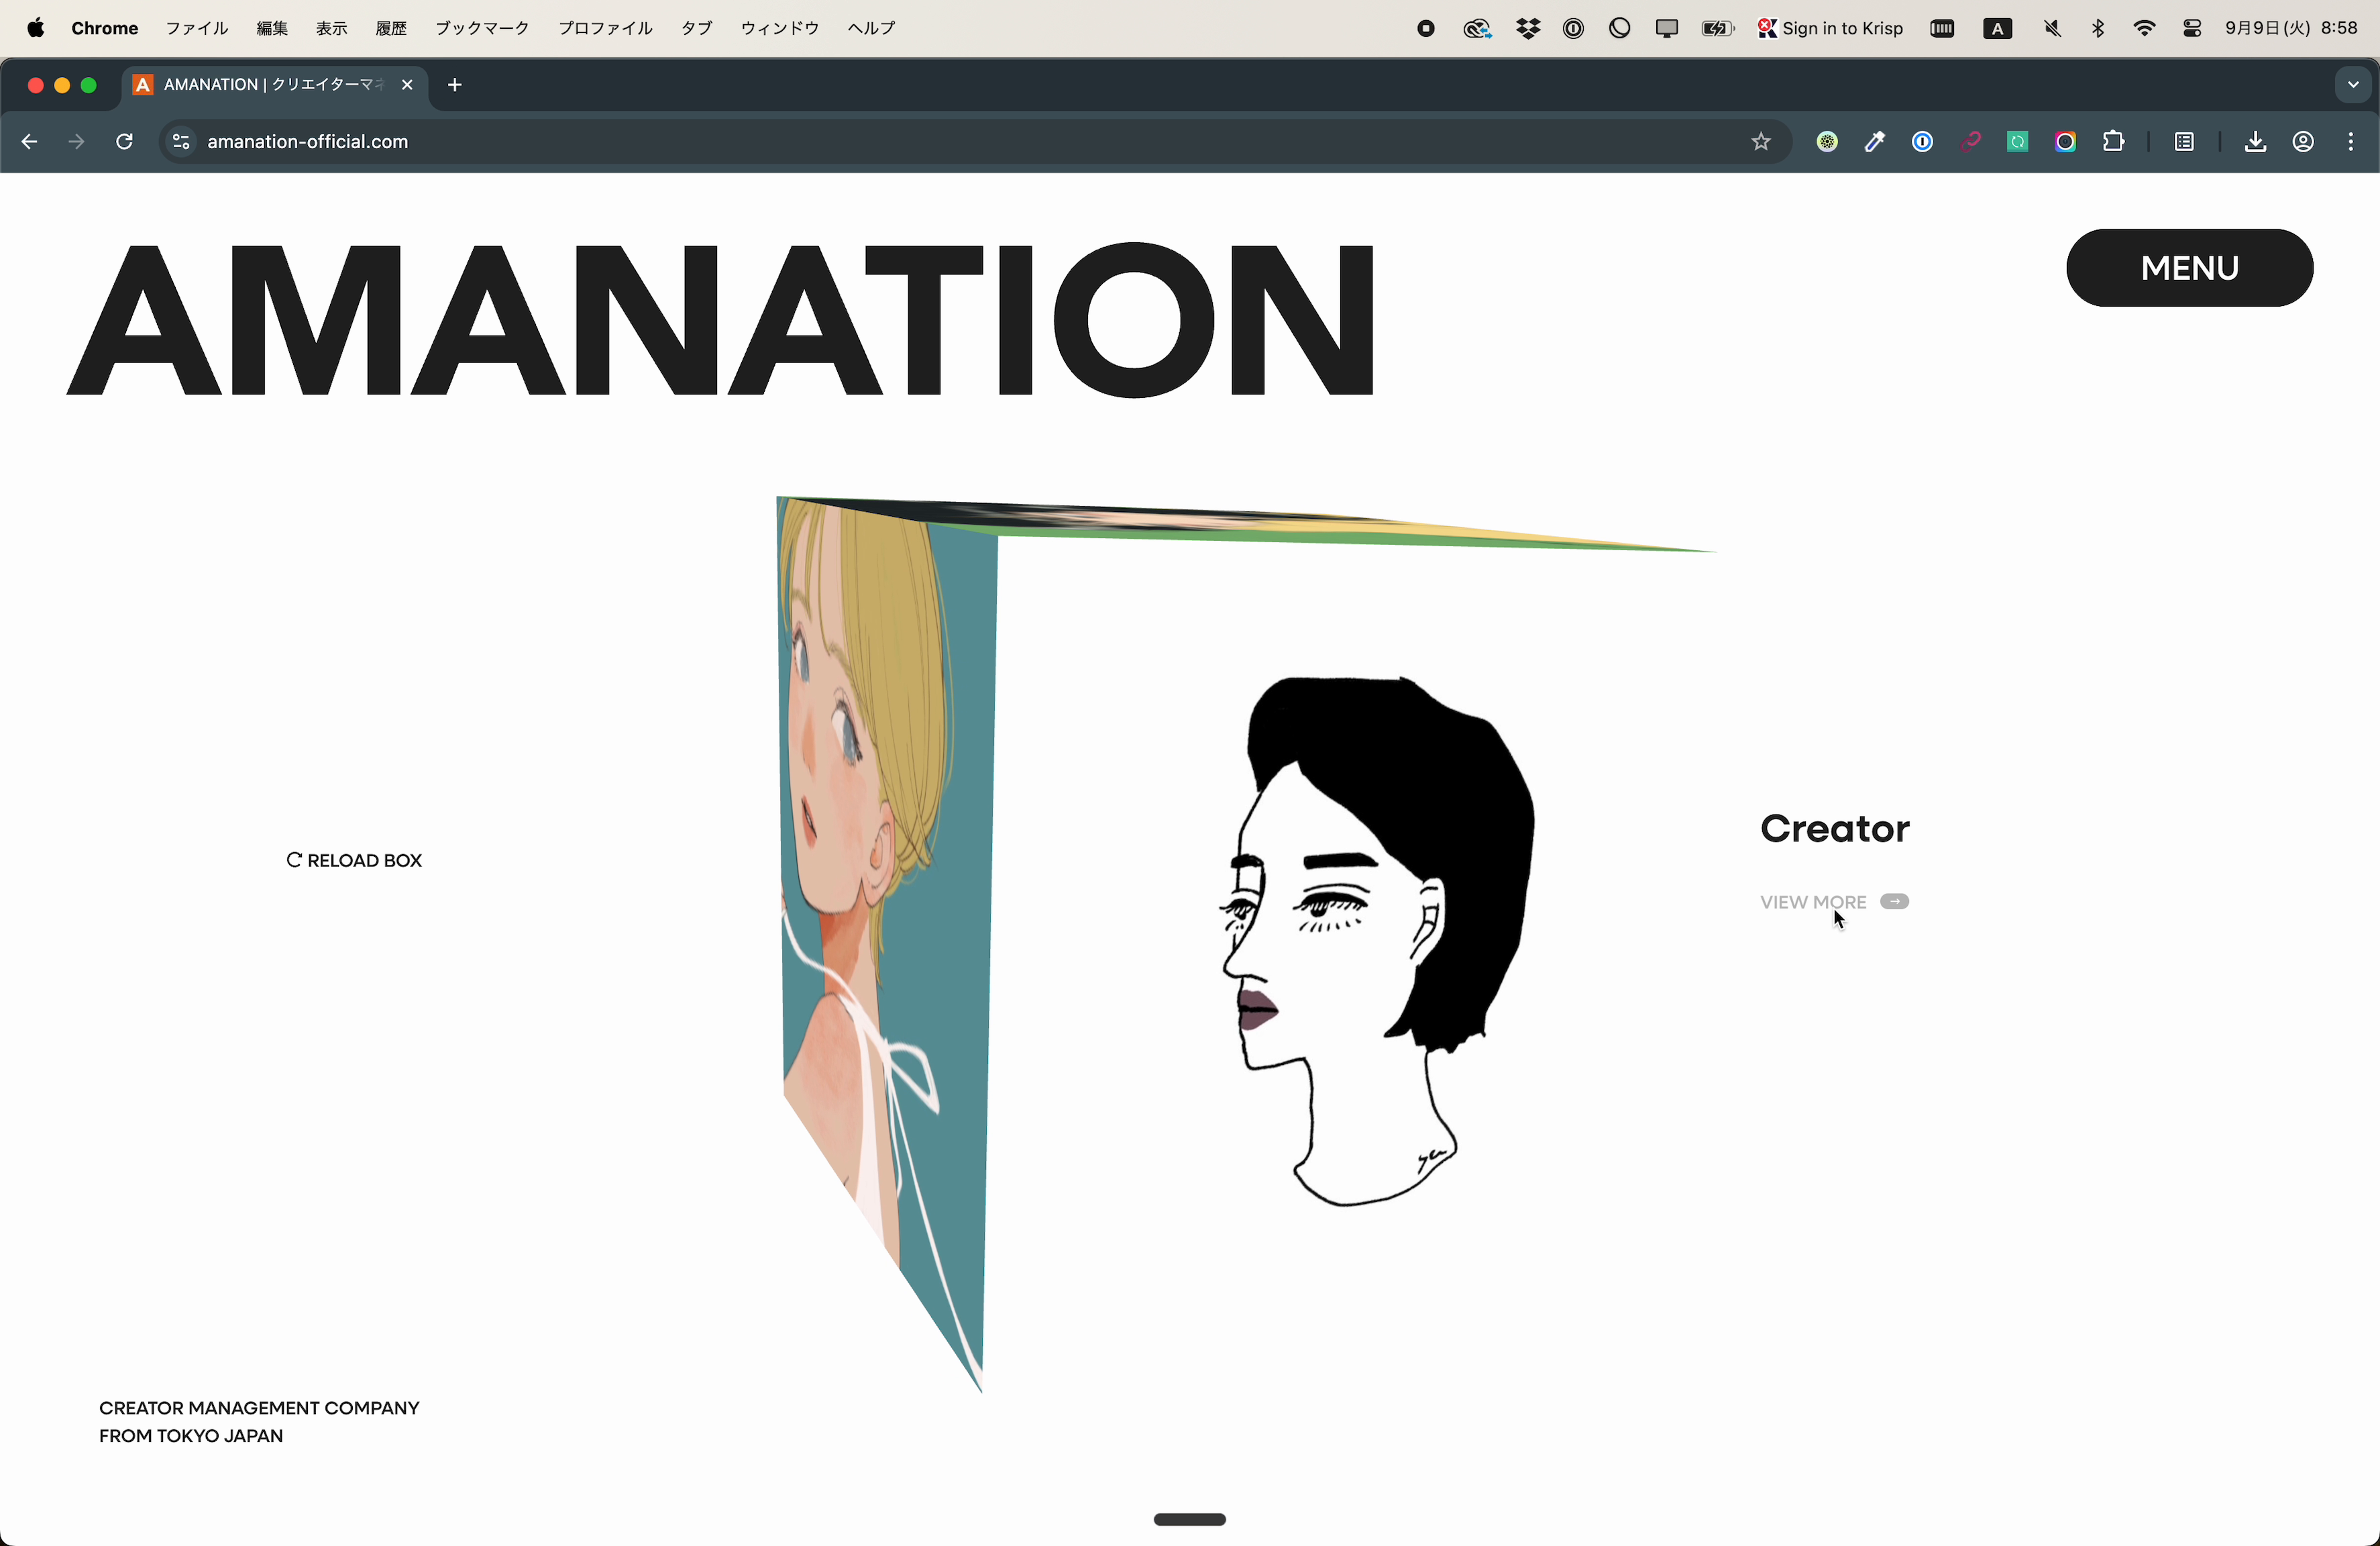 Chrome ファイル 編集 表示 履歴 ブックマーク プロファイル タブ ウィンドウ ヘルプ Sign in to Krisp A 9月9日(火) 8:58
A AMANATION | クリエイターマネ
amanation-official.com
AMANATION
MENU
Creator
RELOAD BOX
VIEW MORE
CREATOR MANAGEMENT COMPANY
FROM TOKYO JAPAN